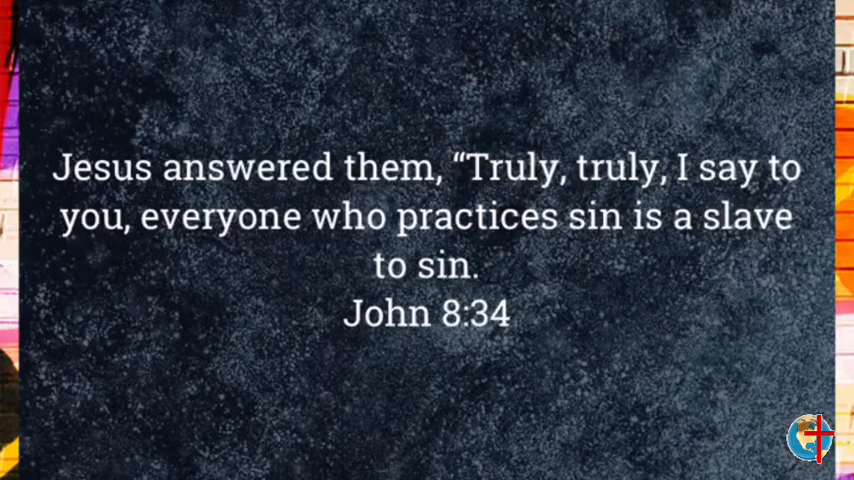 Jesus answered them, “Truly, truly, I say to
you, everyone who practices sin is a slave
to sin.
John 8:34